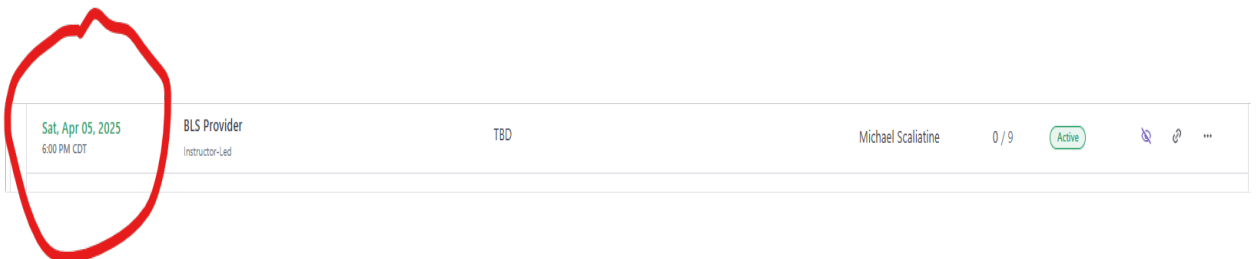 Sat, Apr 05, 2025
6:00 PM CDT
BLS Provider
Instructor-Led
TBD
Michael Scaliatine
0 / 9
Active